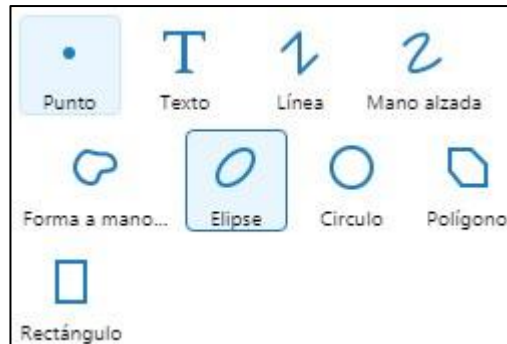 Punto Texto Línea Mano alzada
Forma a mano... Elipse Circulo Polígono
Rectángulo